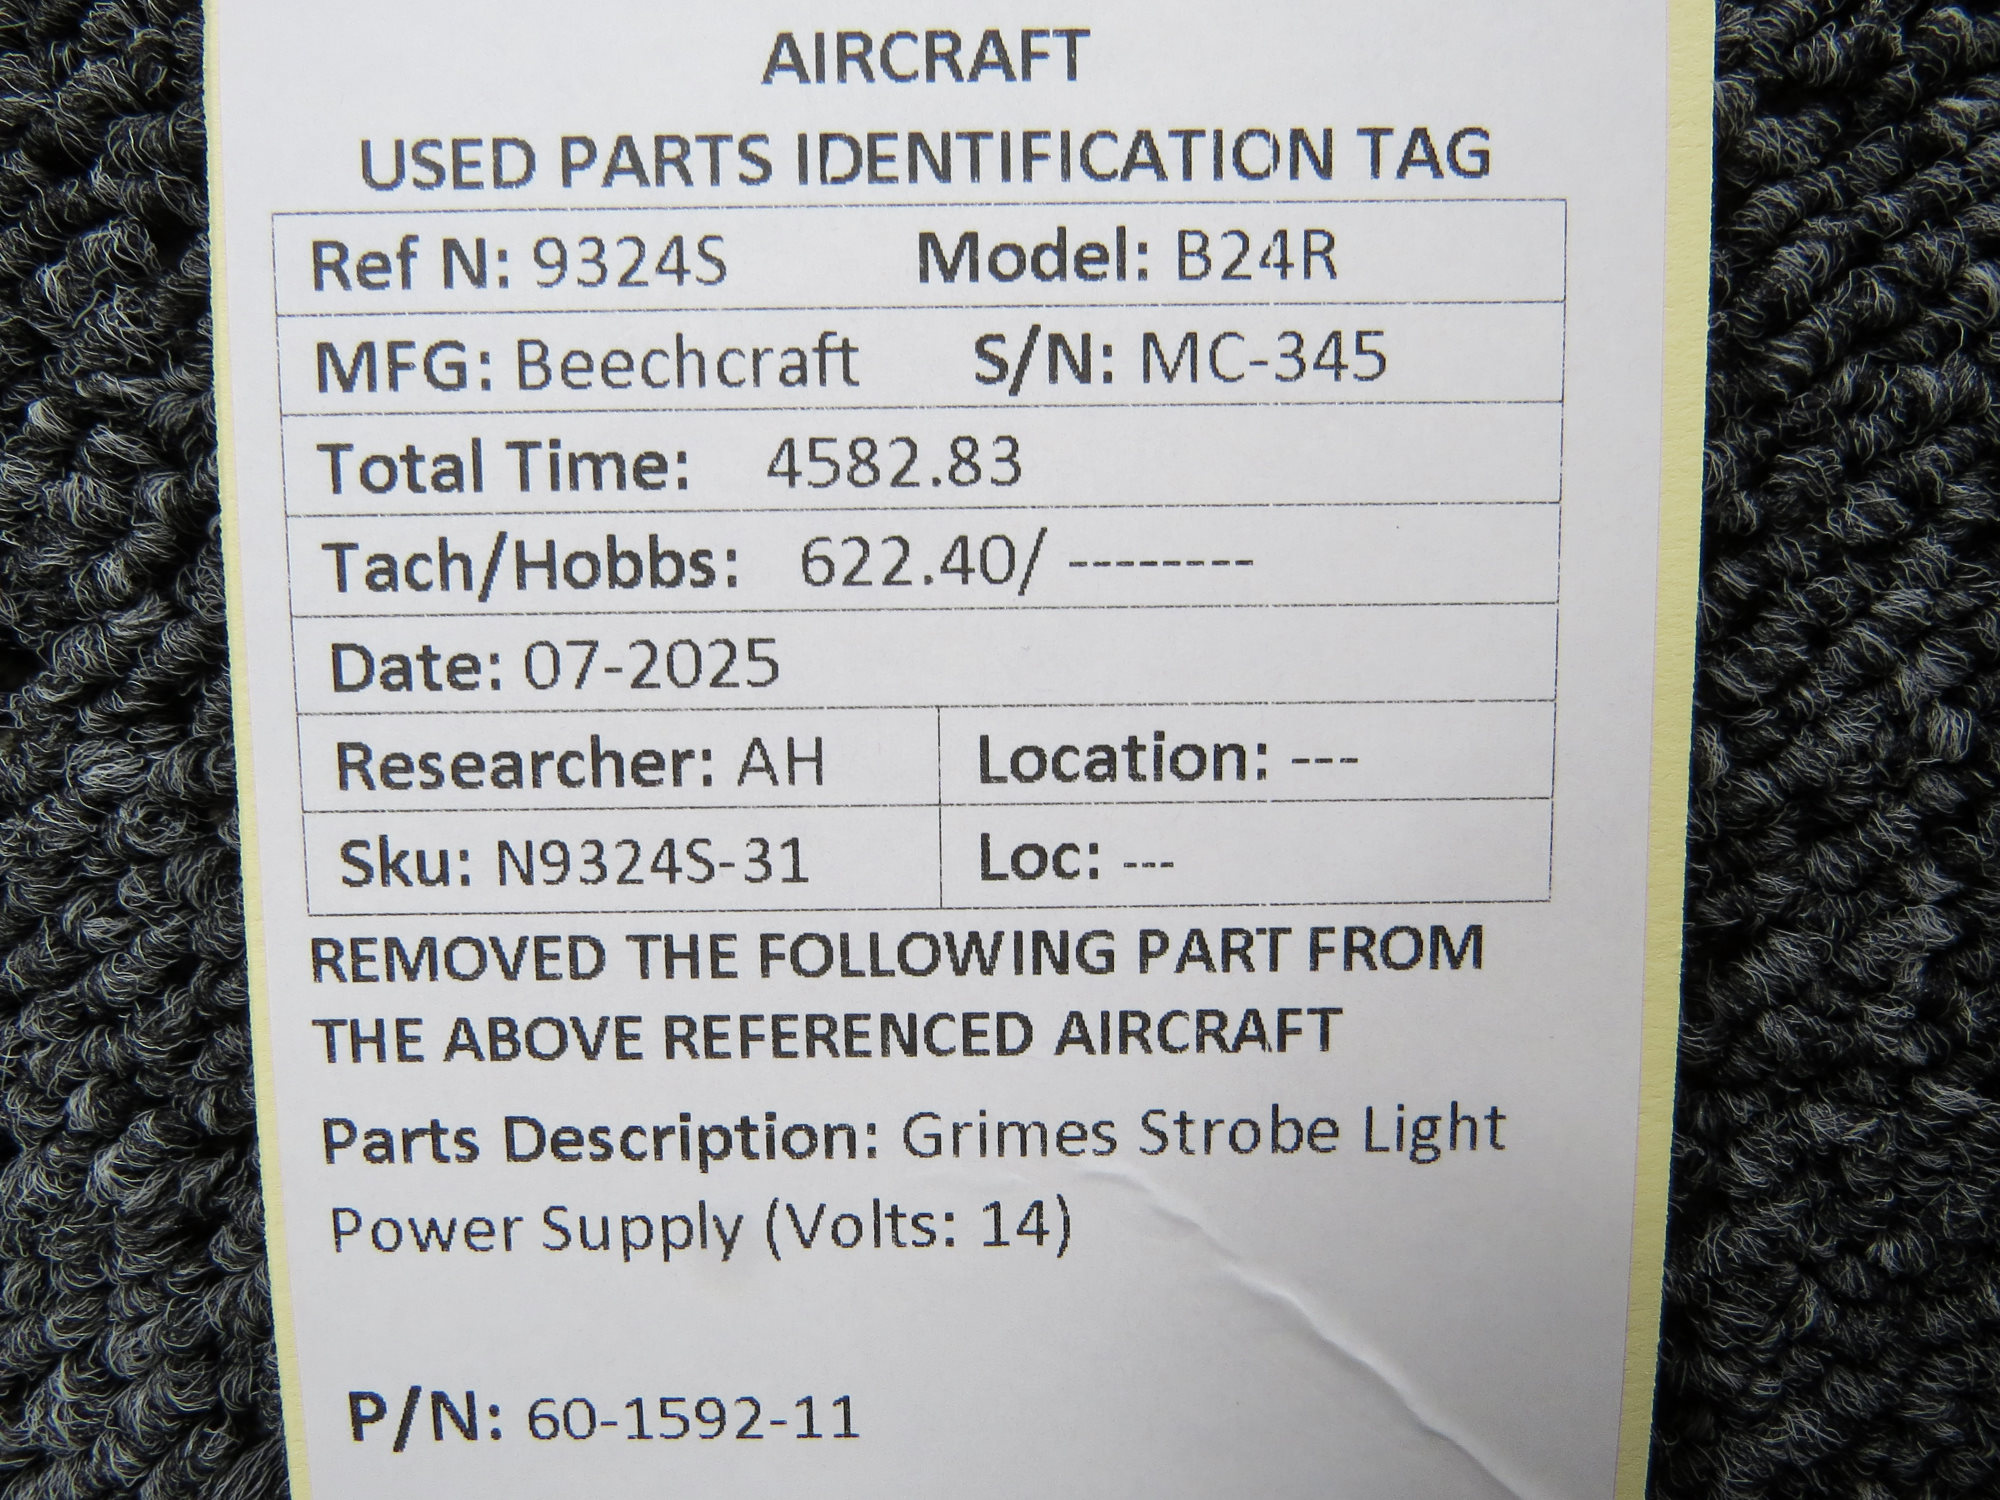 AIRCRAFT
USED PARTS IDENTIFICATION TAG
Ref N: 9324S Model: B24R
MFG: Beechcraft S/N: MC-345
Total Time: 4582.83
Tach/Hobbs: 622.40/ --------
Date: 07-2025
Researcher: AH Location: ---
Sku: N9324S-31 Loc: ---
REMOVED THE FOLLOWING PART FROM
THE ABOVE REFERENCED AIRCRAFT
Parts Description: Grimes Strobe Light
Power Supply (Volts: 14)
P/N: 60-1592-11